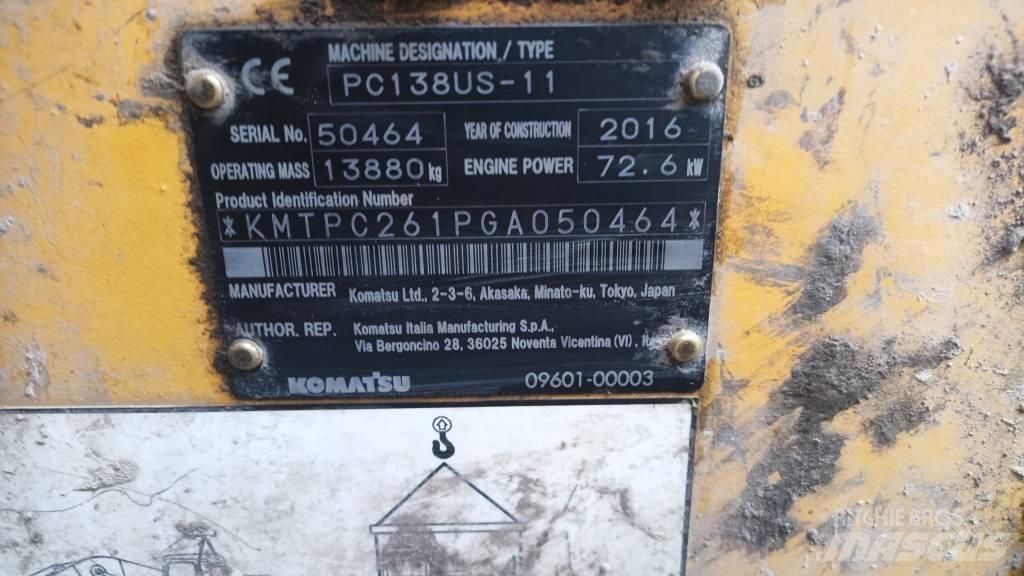 CE
MACHINE DESIGNATION / TYPE
PC138US-11
SERIAL No. 50464 YEAR OF CONSTRUCTION 2016
OPERATING MASS 13880 kg ENGINE POWER 72.6 kW
Product Identification Number
*KMTPC261PGA050464*
MANUFACTURER Komatsu Ltd., 2-3-6, Akasaka, Minato-ku, Tokyo, Japan
AUTHOR. REP. Komatsu Italia Manufacturing S.p.A.,
Via Bergoncino 28, 36025 Noventa Vicentina (VI),
KOMATSU 09601-00003
RITCHIE BROS
MASCUS